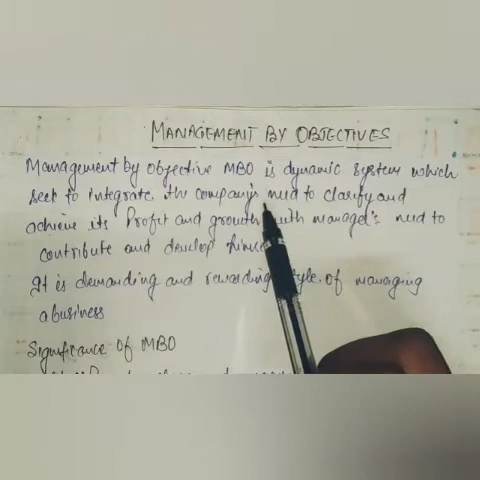 MANAGEMENT BY OBJECTIVES
Management by objective MBO is dynamic system which
seek to integrate the company's need to clarify and
achieve its Profit and growth with manager's need to
contribute and develop
It is demanding and rewarding style of managing
a business
Significance of MBO